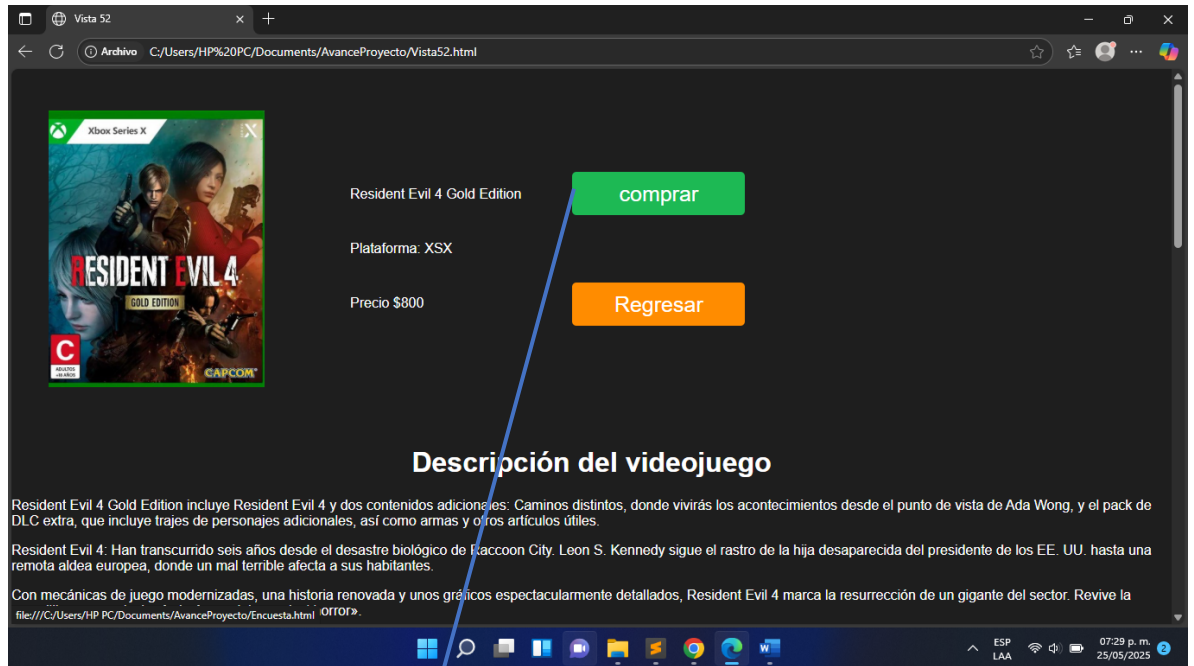 Vista 52
Archivo C:/Users/HP%20PC/Documents/AvanceProyecto/Vista52.html
Xbox Series X
X
RESIDENT EVIL 4
GOLD EDITION
C
ADULTOS
+18 AÑOS
CAPCOM
Resident Evil 4 Gold Edition
comprar
Plataforma: XSX
Precio $800
Regresar
Descripción del videojuego
Resident Evil 4 Gold Edition incluye Resident Evil 4 y dos contenidos adicionales: Caminos distintos, donde vivirás los acontecimientos desde el punto de vista de Ada Wong, y el pack de
DLC extra, que incluye trajes de personajes adicionales, así como armas y otros artículos útiles.
Resident Evil 4: Han transcurrido seis años desde el desastre biológico de Raccoon City. Leon S. Kennedy sigue el rastro de la hija desaparecida del presidente de los EE. UU. hasta una
remota aldea europea, donde un mal terrible afecta a sus habitantes.
Con mecánicas de juego modernizadas, una historia renovada y unos gráficos espectacularmente detallados, Resident Evil 4 marca la resurrección de un gigante del sector. Revive la
file:///C:/Users/HP PC/Documents/AvanceProyecto/Encuesta.html orror».
ESP
LAA
07:29 p. m.
25/05/2025
2